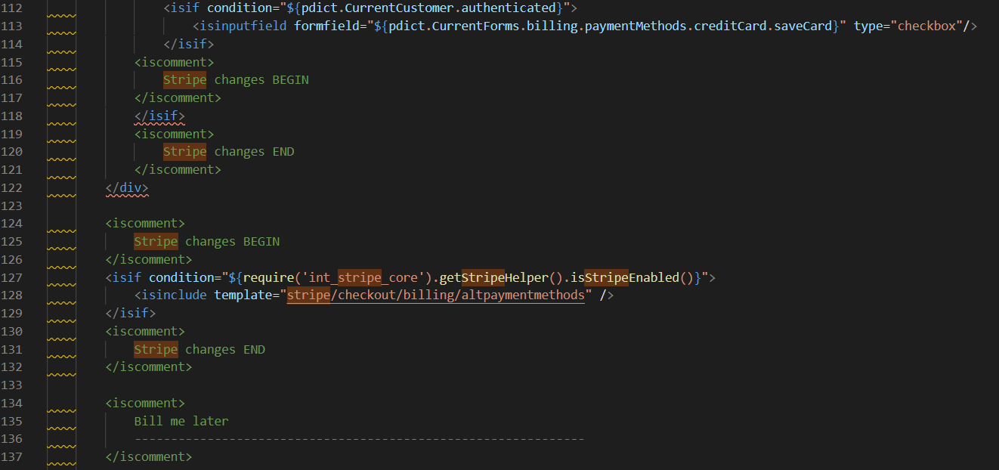 112 <isif condition="${pdict.CurrentCustomer.authenticated}">
113 <isinputfield formfield="${pdict.CurrentForms.billing.paymentMethods.creditCard.saveCard}" type="checkbox"/>
114 </isif>
115 <iscomment>
116 Stripe changes BEGIN
117 </iscomment>
118 </isif>
119 <iscomment>
120 Stripe changes END
121 </iscomment>
122 </div>
123
124 <iscomment>
125 Stripe changes BEGIN
126 </iscomment>
127 <isif condition="${require('int_stripe_core').getStripeHelper().isStripeEnabled()}">
128 <isinclude template="stripe/checkout/billing/altpaymentmethods" />
129 </isif>
130 <iscomment>
131 Stripe changes END
132 </iscomment>
133
134 <iscomment>
135 Bill me later
136 --------------------------------------------------------------
137 </iscomment>